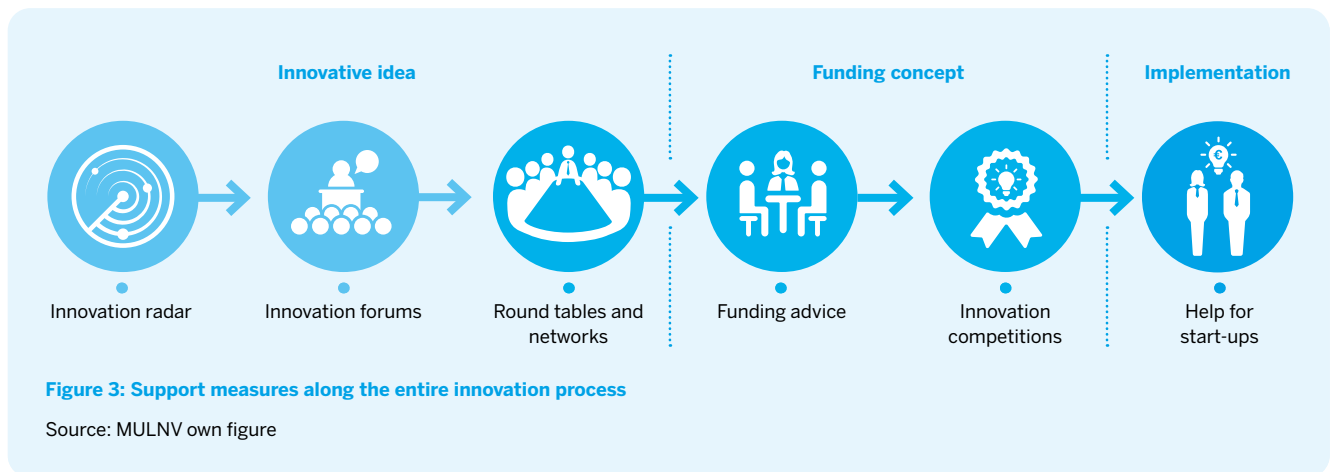 Innovative idea
Funding concept
Implementation
€
Innovation radar
Innovation forums
Round tables and
networks
Funding advice
Innovation
competitions
Help for
start-ups
Figure 3: Support measures along the entire innovation process
Source: MULNV own figure